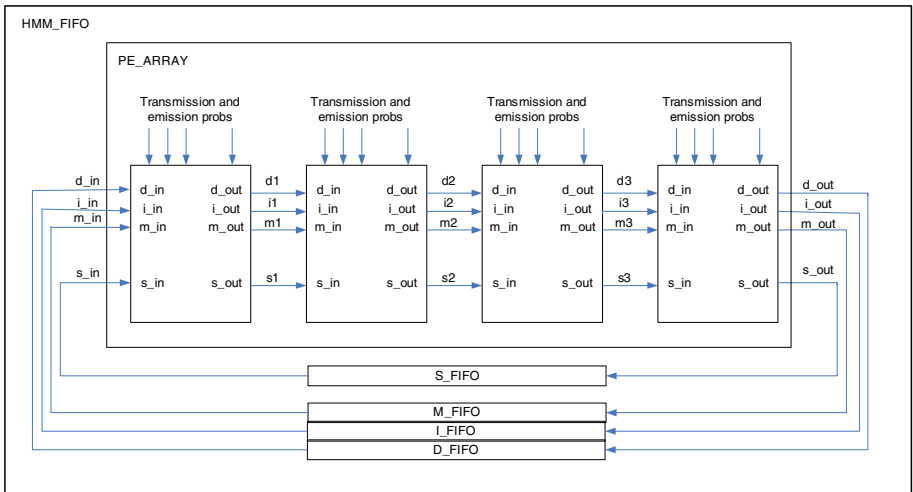 HMM_FIFO
PE_ARRAY
Transmission and emission probs
Transmission and emission probs
Transmission and emission probs
Transmission and emission probs
d_in d_in d_out d1 d_in d_out d2 d_in d_out d3 d_in d_out d_out
i_in i_in i_out i1 i_in i_out i2 i_in i_out i3 i_in i_out i_out
m_in m_in m_out m1 m_in m_out m2 m_in m_out m3 m_in m_out m_out
s_in s_in s_out s1 s_in s_out s2 s_in s_out s3 s_in s_out s_out
S_FIFO
M_FIFO
I_FIFO
D_FIFO